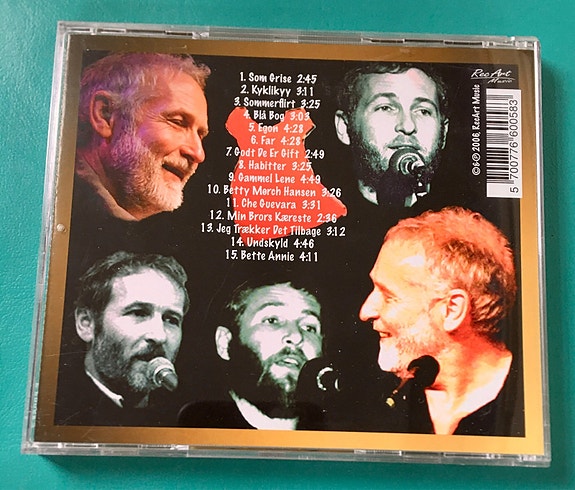 1. Som Grise 2:45
2. Kyklikyy 3:11
3. Sommerflirt 3:25
4. Blå Bog 3:03
5. Egon 4:28
6. Far 4:28
7. Godt De Er Gift 2:49
8. Habitter 3:25
9. Gammel Lene 4:49
10. Betty Mørch Hansen 3:26
11. Che Guevara 3:31
12. Min Brors Kæreste 2:36
13. Jeg Trækker Det Tilbage 3:12
14. Undskyld 4:46
15. Bette Annie 4:11
RecArt
Music
©&℗ 2006, RecArt Music
5 700776 600583